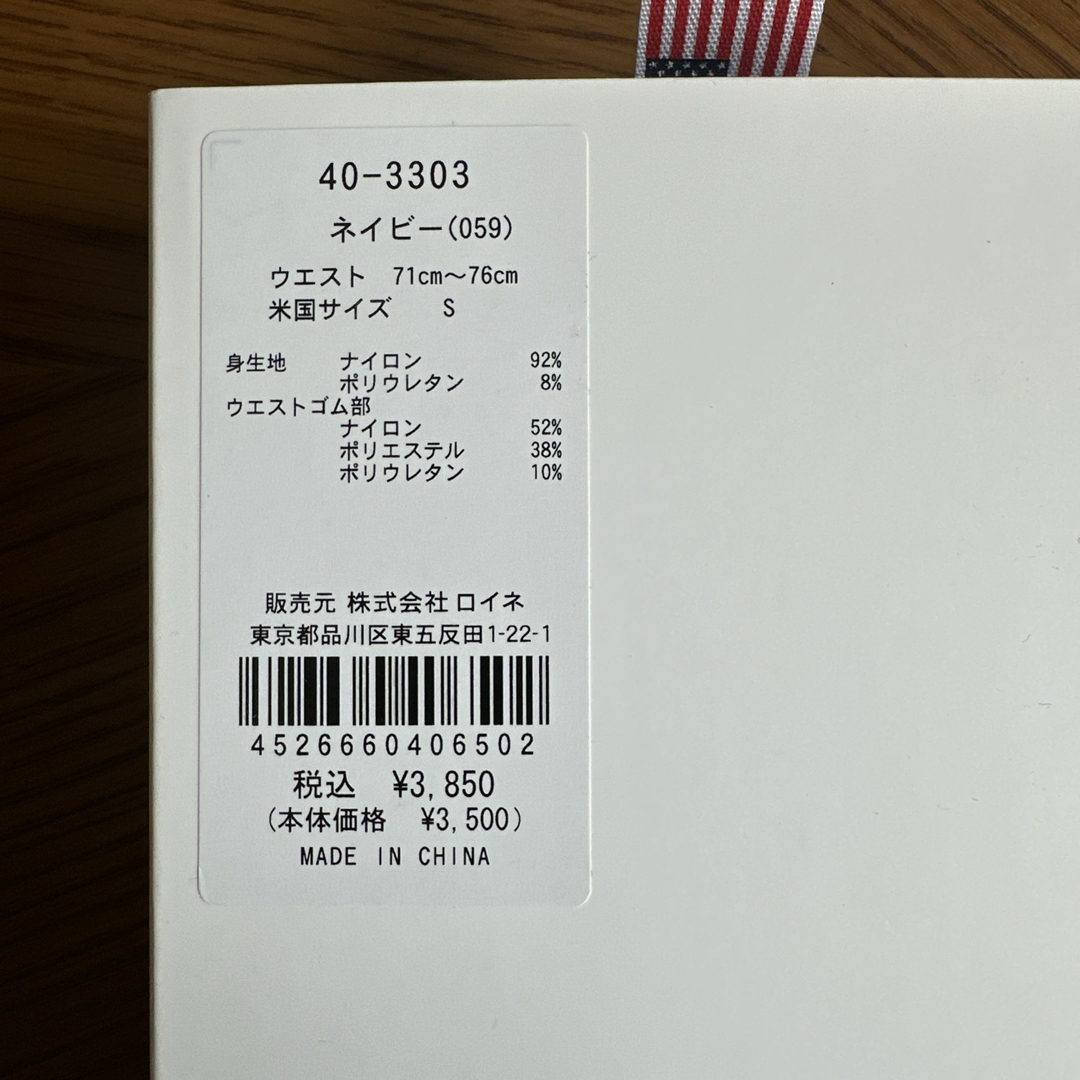 40-3303
ネイビー(059)
ウエスト 71cm～76cm
米国サイズ S
身生地 ナイロン 92%
ポリウレタン 8%
ウエストゴム部
ナイロン 52%
ポリエステル 38%
ポリウレタン 10%
販売元 株式会社 ロイネ
東京都品川区東五反田1-22-1
4526660406502
税込 ¥3,850
(本体価格 ¥3,500)
MADE IN CHINA